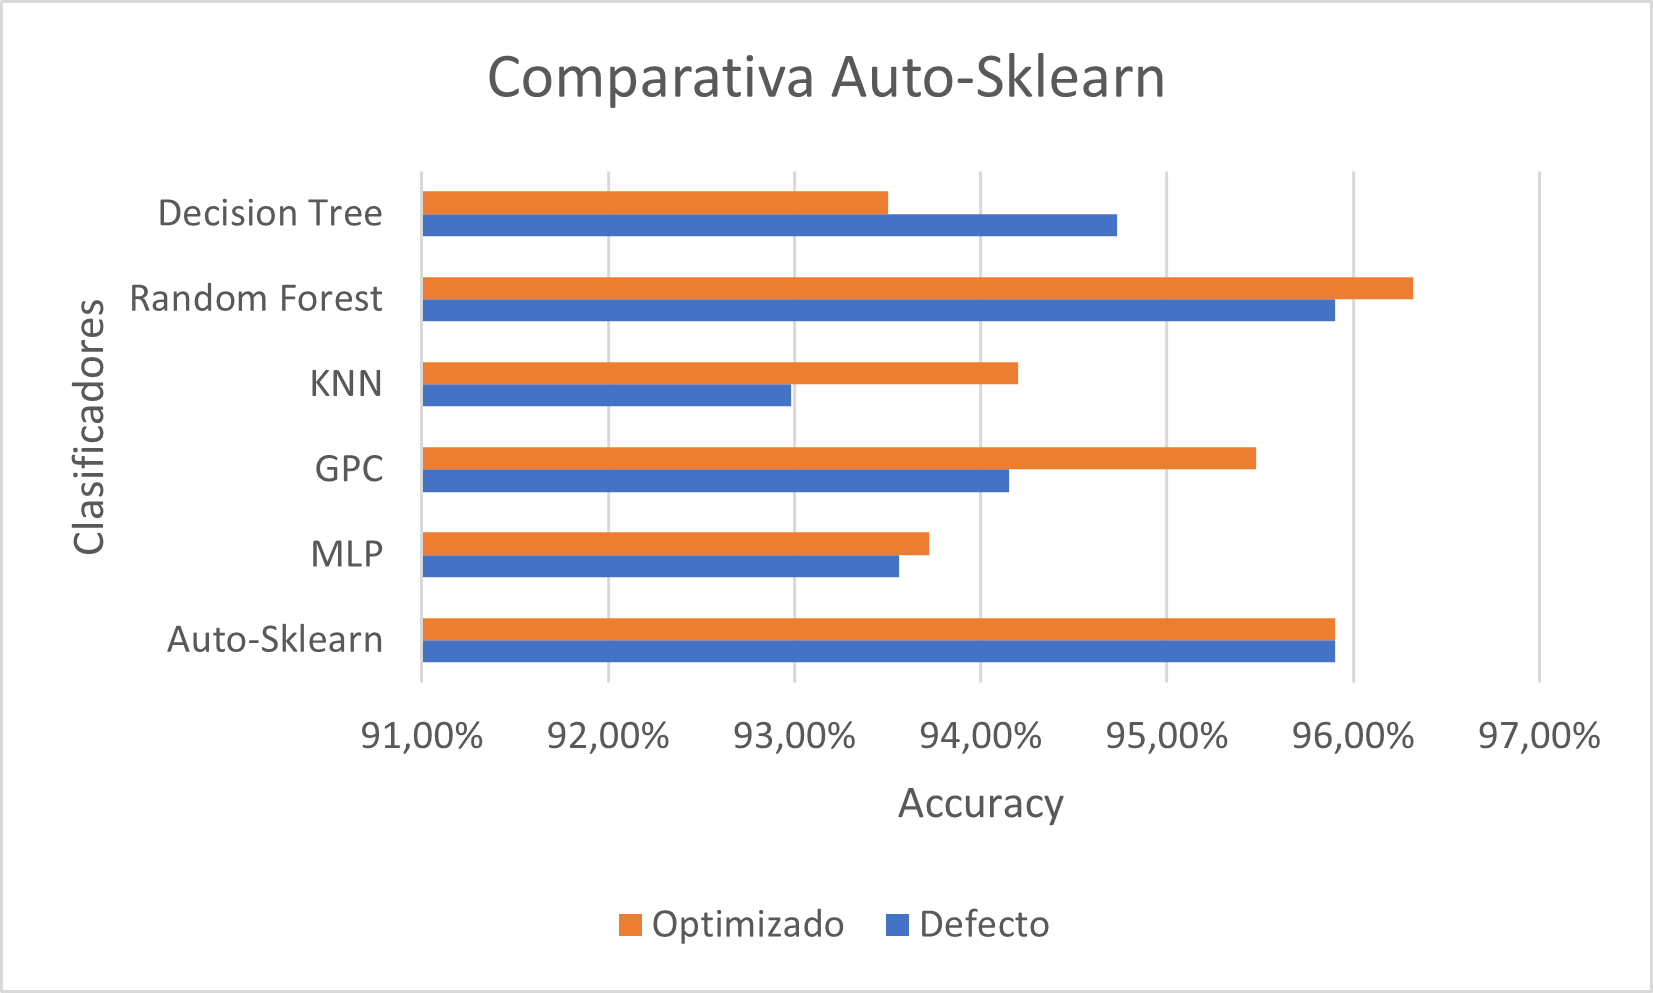 Comparativa Auto-Sklearn
Clasificadores
Decision Tree
Random Forest
KNN
GPC
MLP
Auto-Sklearn
91,00% 92,00% 93,00% 94,00% 95,00% 96,00% 97,00%
Accuracy
Optimizado Defecto